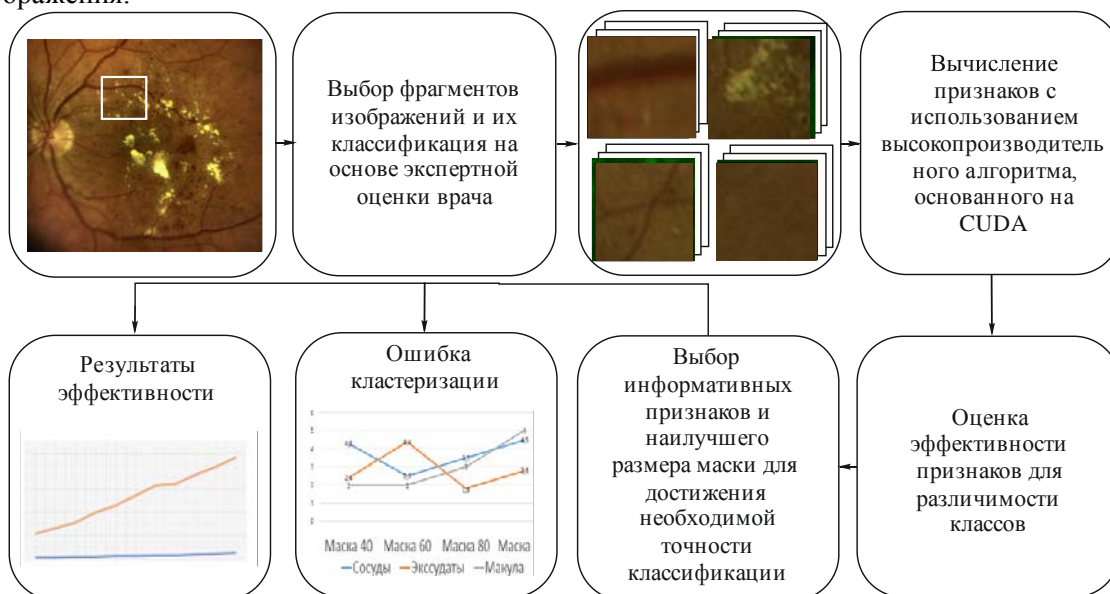 Выбор фрагментов
изображений и их
классификация на
основе экспертной
оценки врача
Вычисление
признаков с
использованием
высокопроизводитель
ного алгоритма,
основанного на
CUDA
Результаты
эффективности
Ошибка
кластеризации
Маска 40 Маска 60 Маска 80 Маска
Сосуды Экссудаты Макула
Выбор
информативных
признаков и
наилучшего
размера маски для
достижения
необходимой
точности
классификации
Оценка
эффективности
признаков для
различимости
классов